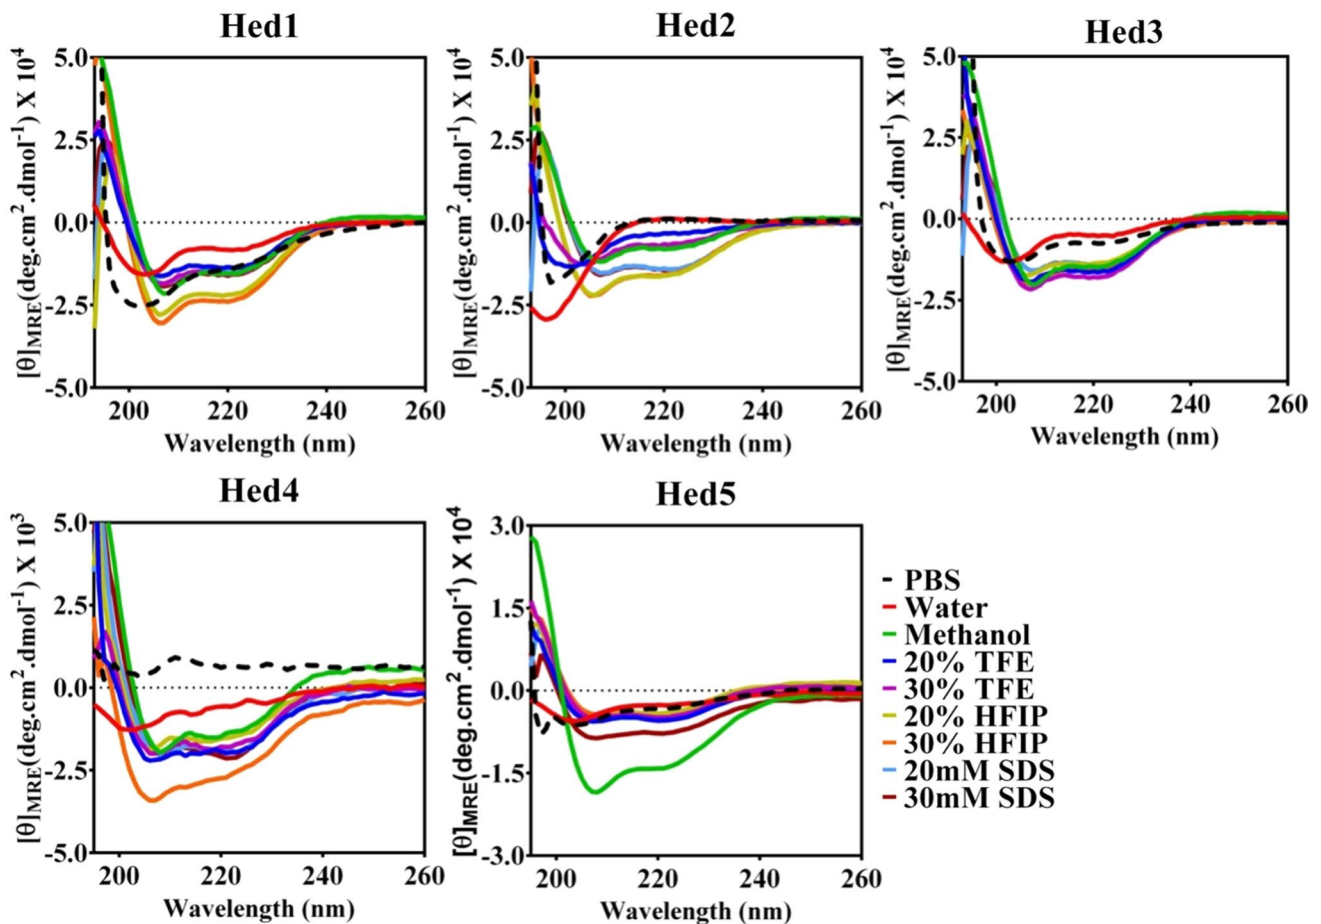 Hed1
Hed2
Hed3
[θ]MRE(deg.cm².dmol⁻¹) X 10⁴
5.0
2.5
0.0
-2.5
-5.0
200
220
240
260
Wavelength (nm)
[θ]MRE(deg.cm².dmol⁻¹) X 10⁴
5.0
2.5
0.0
-2.5
-5.0
200
220
240
260
Wavelength (nm)
[θ]MRE(deg.cm².dmol⁻¹) X 10⁴
5.0
2.5
0.0
-2.5
-5.0
200
220
240
260
Wavelength (nm)
Hed4
Hed5
[θ]MRE(deg.cm².dmol⁻¹) X 10³
5.0
2.5
0.0
-2.5
-5.0
200
220
240
260
Wavelength (nm)
[θ]MRE(deg.cm².dmol⁻¹) X 10⁴
3.0
1.5
0.0
-1.5
-3.0
200
220
240
260
Wavelength (nm)
PBS
Water
Methanol
20% TFE
30% TFE
20% HFIP
30% HFIP
20mM SDS
30mM SDS